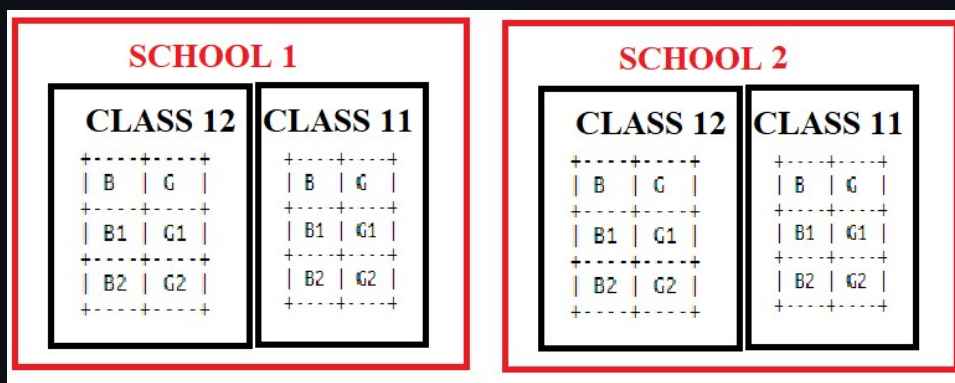 SCHOOL 1
CLASS 12
+----+----+
| B | G |
+----+----+
| B1 | G1 |
+----+----+
| B2 | G2 |
+----+----+
CLASS 11
+----+----+
| B | G |
+----+----+
| B1 | G1 |
+----+----+
| B2 | G2 |
+----+----+
SCHOOL 2
CLASS 12
+----+----+
| B | G |
+----+----+
| B1 | G1 |
+----+----+
| B2 | G2 |
+----+----+
CLASS 11
+----+----+
| B | G |
+----+----+
| B1 | G1 |
+----+----+
| B2 | G2 |
+----+----+